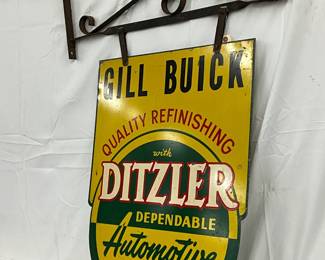 GILL BUICK
QUALITY REFINISHING
with
DITZLER
DEPENDABLE
Automotive